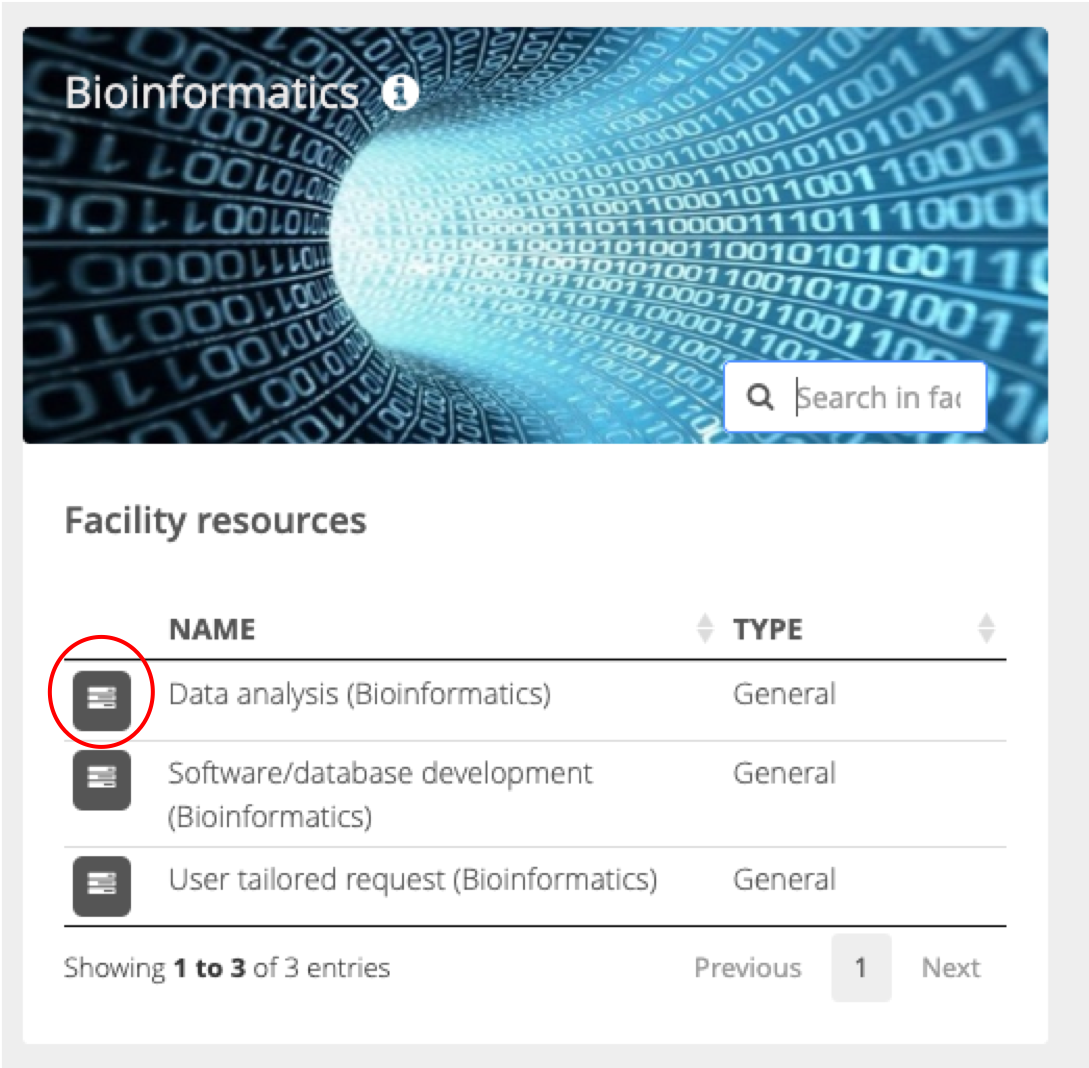 Bioinformatics
Search in fac
Facility resources
NAME TYPE
Data analysis (Bioinformatics) General
Software/database development General
(Bioinformatics)
User tailored request (Bioinformatics) General
Showing 1 to 3 of 3 entries Previous 1 Next